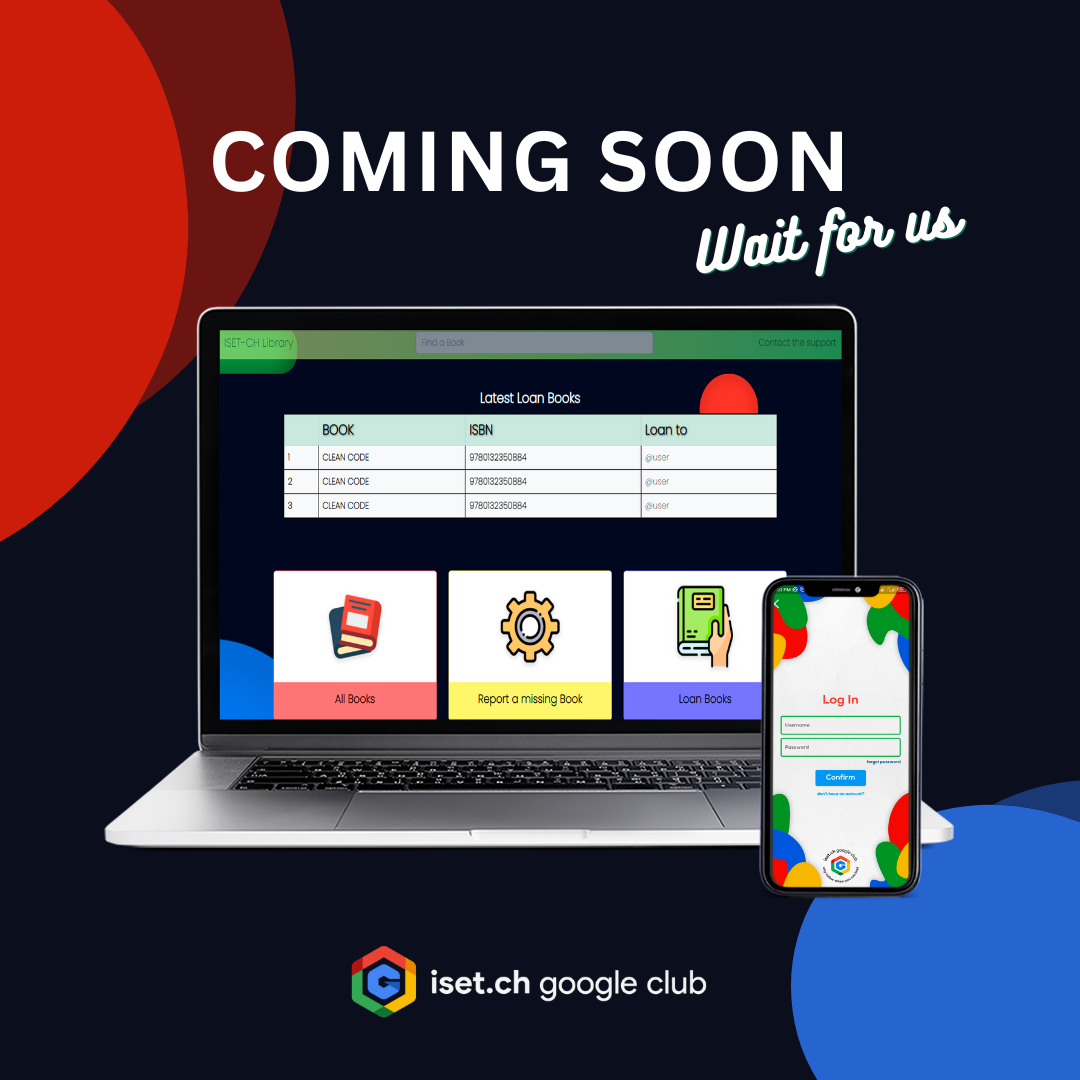 COMING SOON
Wait for us
ISET-CH Library
Find a Book
Contact the support
Latest Loan Books
BOOK ISBN Loan to
1 CLEAN CODE 9780132350884 @user
2 CLEAN CODE 9780132350884 @user
3 CLEAN CODE 9780132350884 @user
All Books
Report a missing Book
Loan Books
Log In
Username
Password
forgot password
Confirm
don't have an account?
iset.ch google club
iset.ch google club